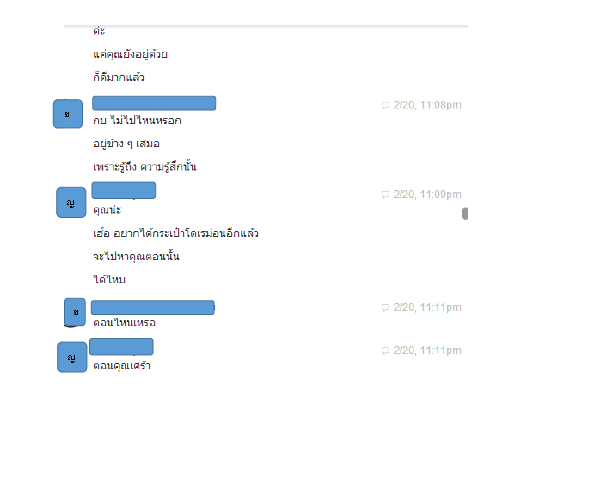 ค่ะ
แค่คุณยังอยู่ด้วย
ก็ดีมากแล้ว
ช
2/20, 11:08pm
กบ ไม่ไปไหนหรอก
อยู่ข้าง ๆ เสมอ
เพราะรู้ถึง ความรู้สึกนั้น
ญ
2/20, 11:09pm
คุณน่ะ
เฮ้อ อยากได้กระเป๋าโดเรม่อนอีกแล้ว
จะไปหาคุณตอนนั้น
ได้ไหม
ช
2/20, 11:11pm
ตอนไหนเหรอ
ญ
2/20, 11:11pm
ตอนคุณเศร้า